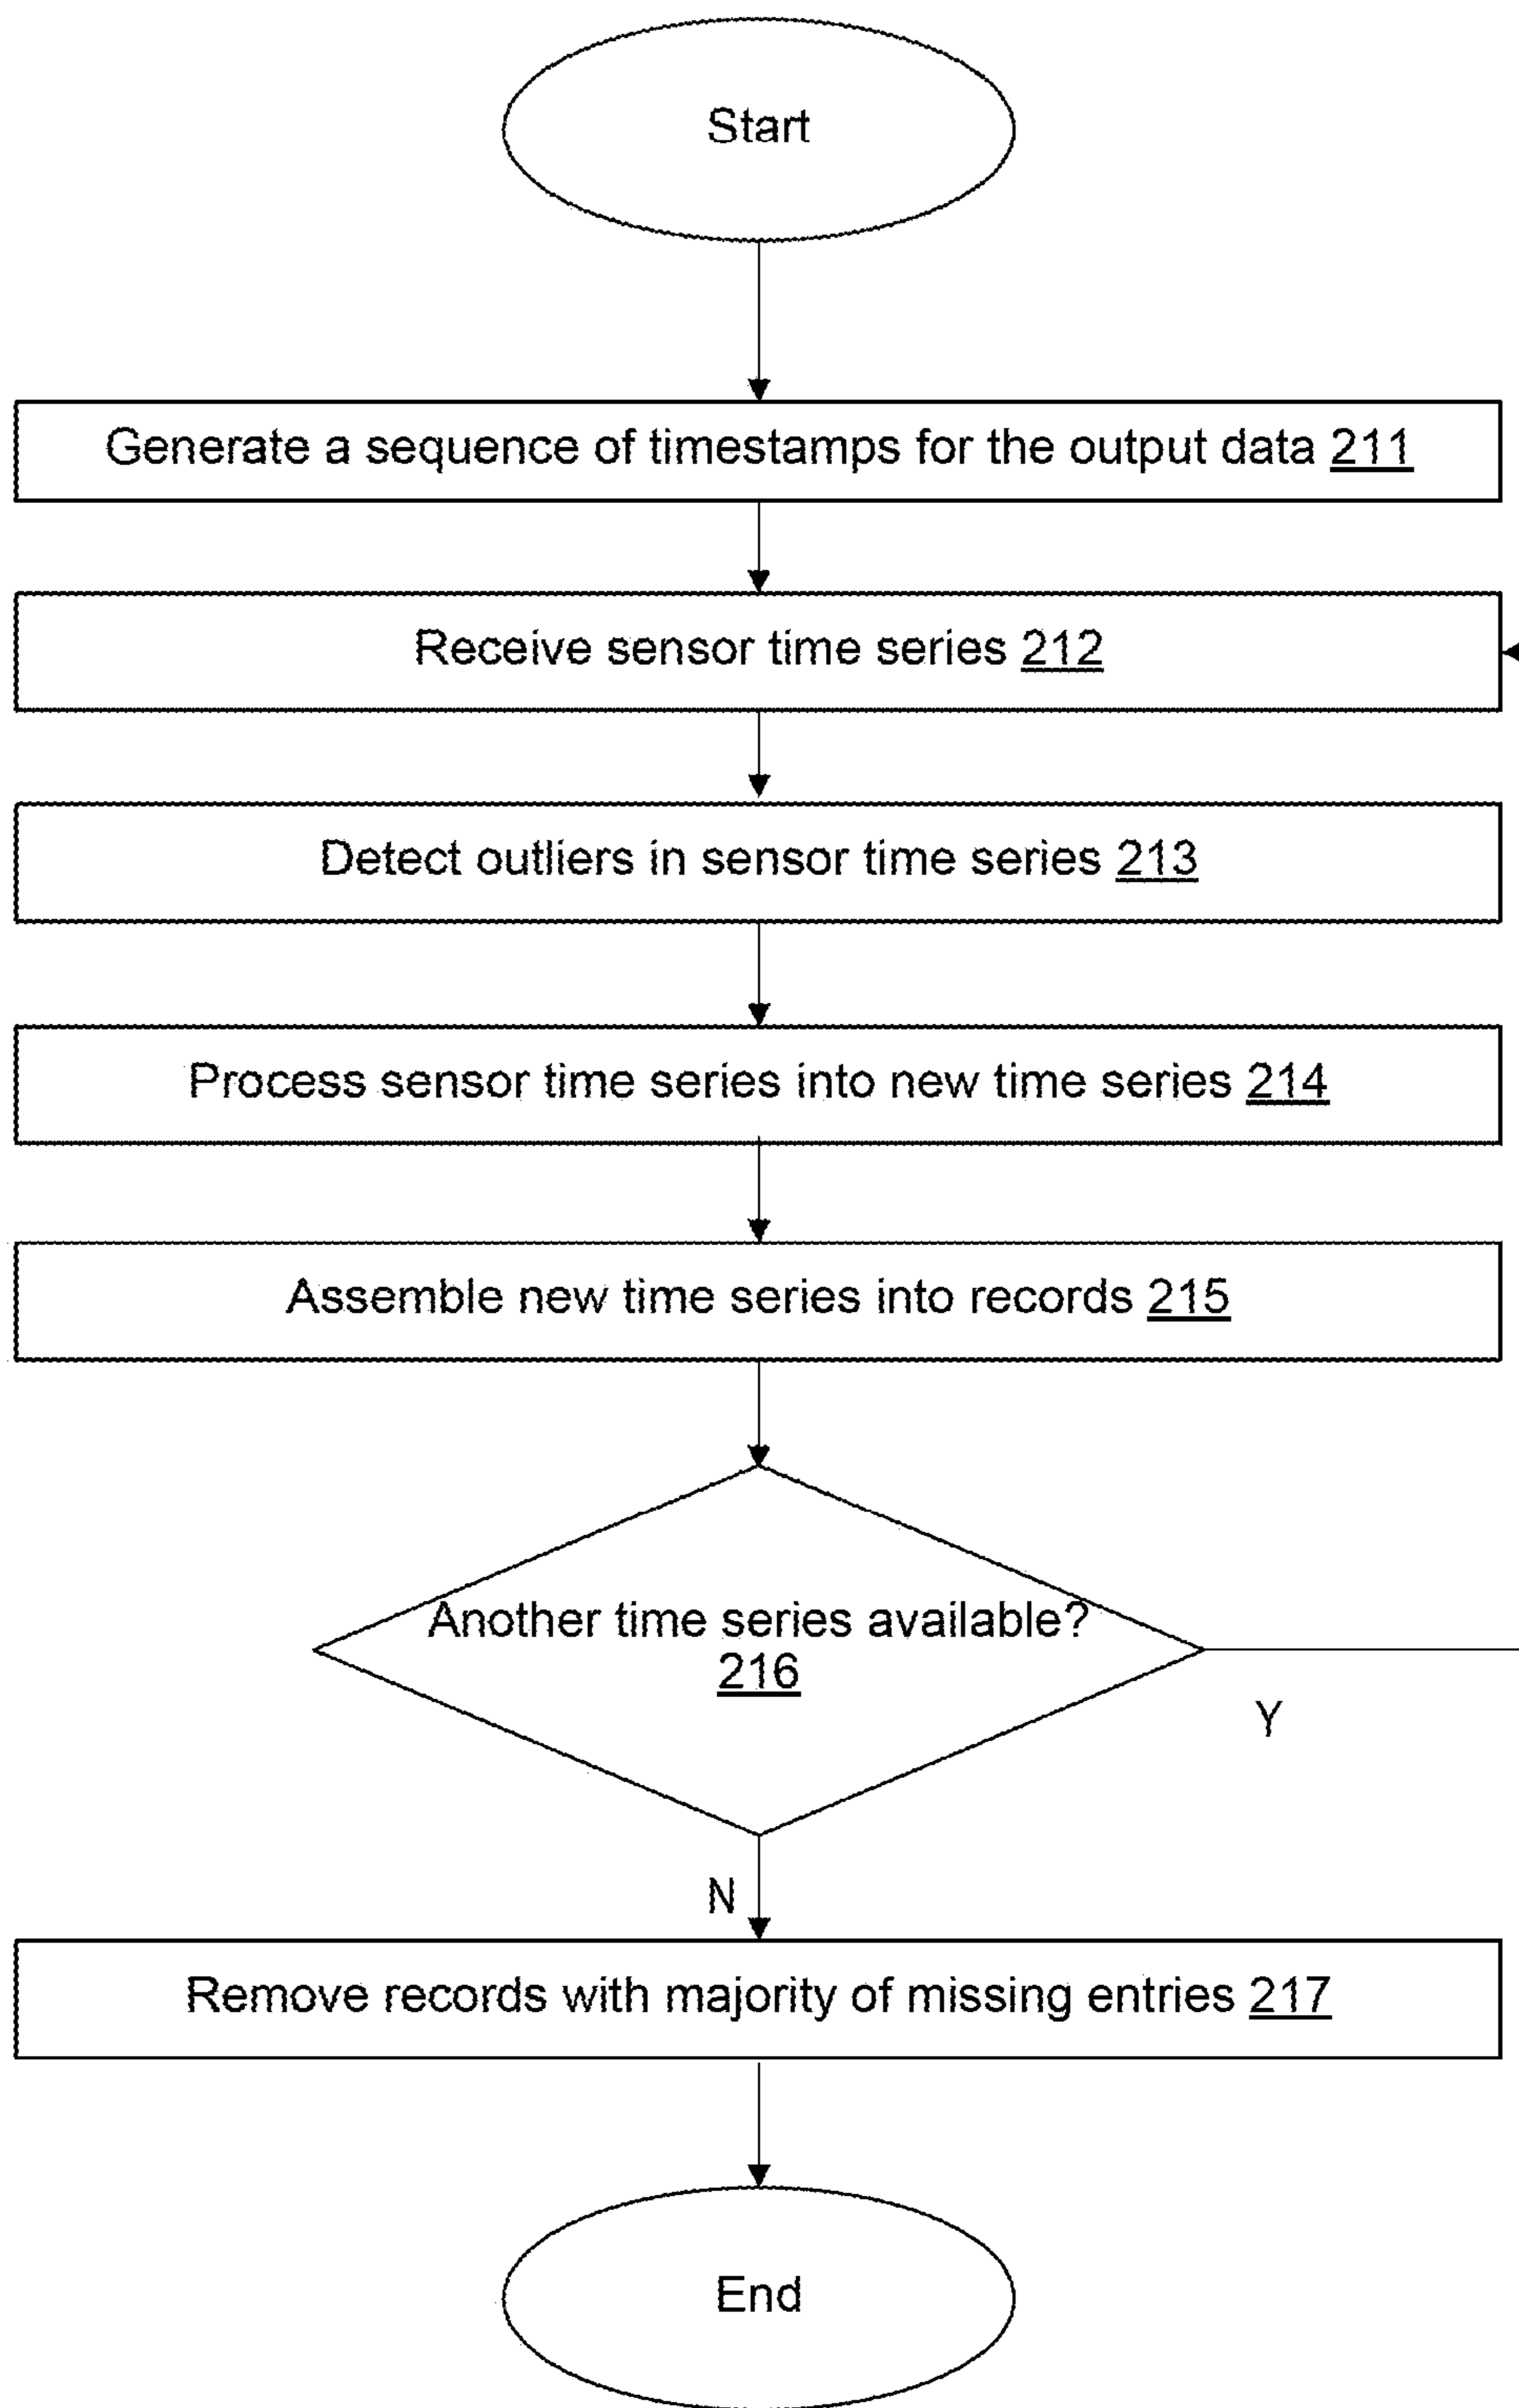 Start
Generate a sequence of timestamps for the output data 211
Receive sensor time series 212
Detect outliers in sensor time series 213
Process sensor time series into new time series 214
Assemble new time series into records 215
Another time series available?
216
Y
N
Remove records with majority of missing entries 217
End